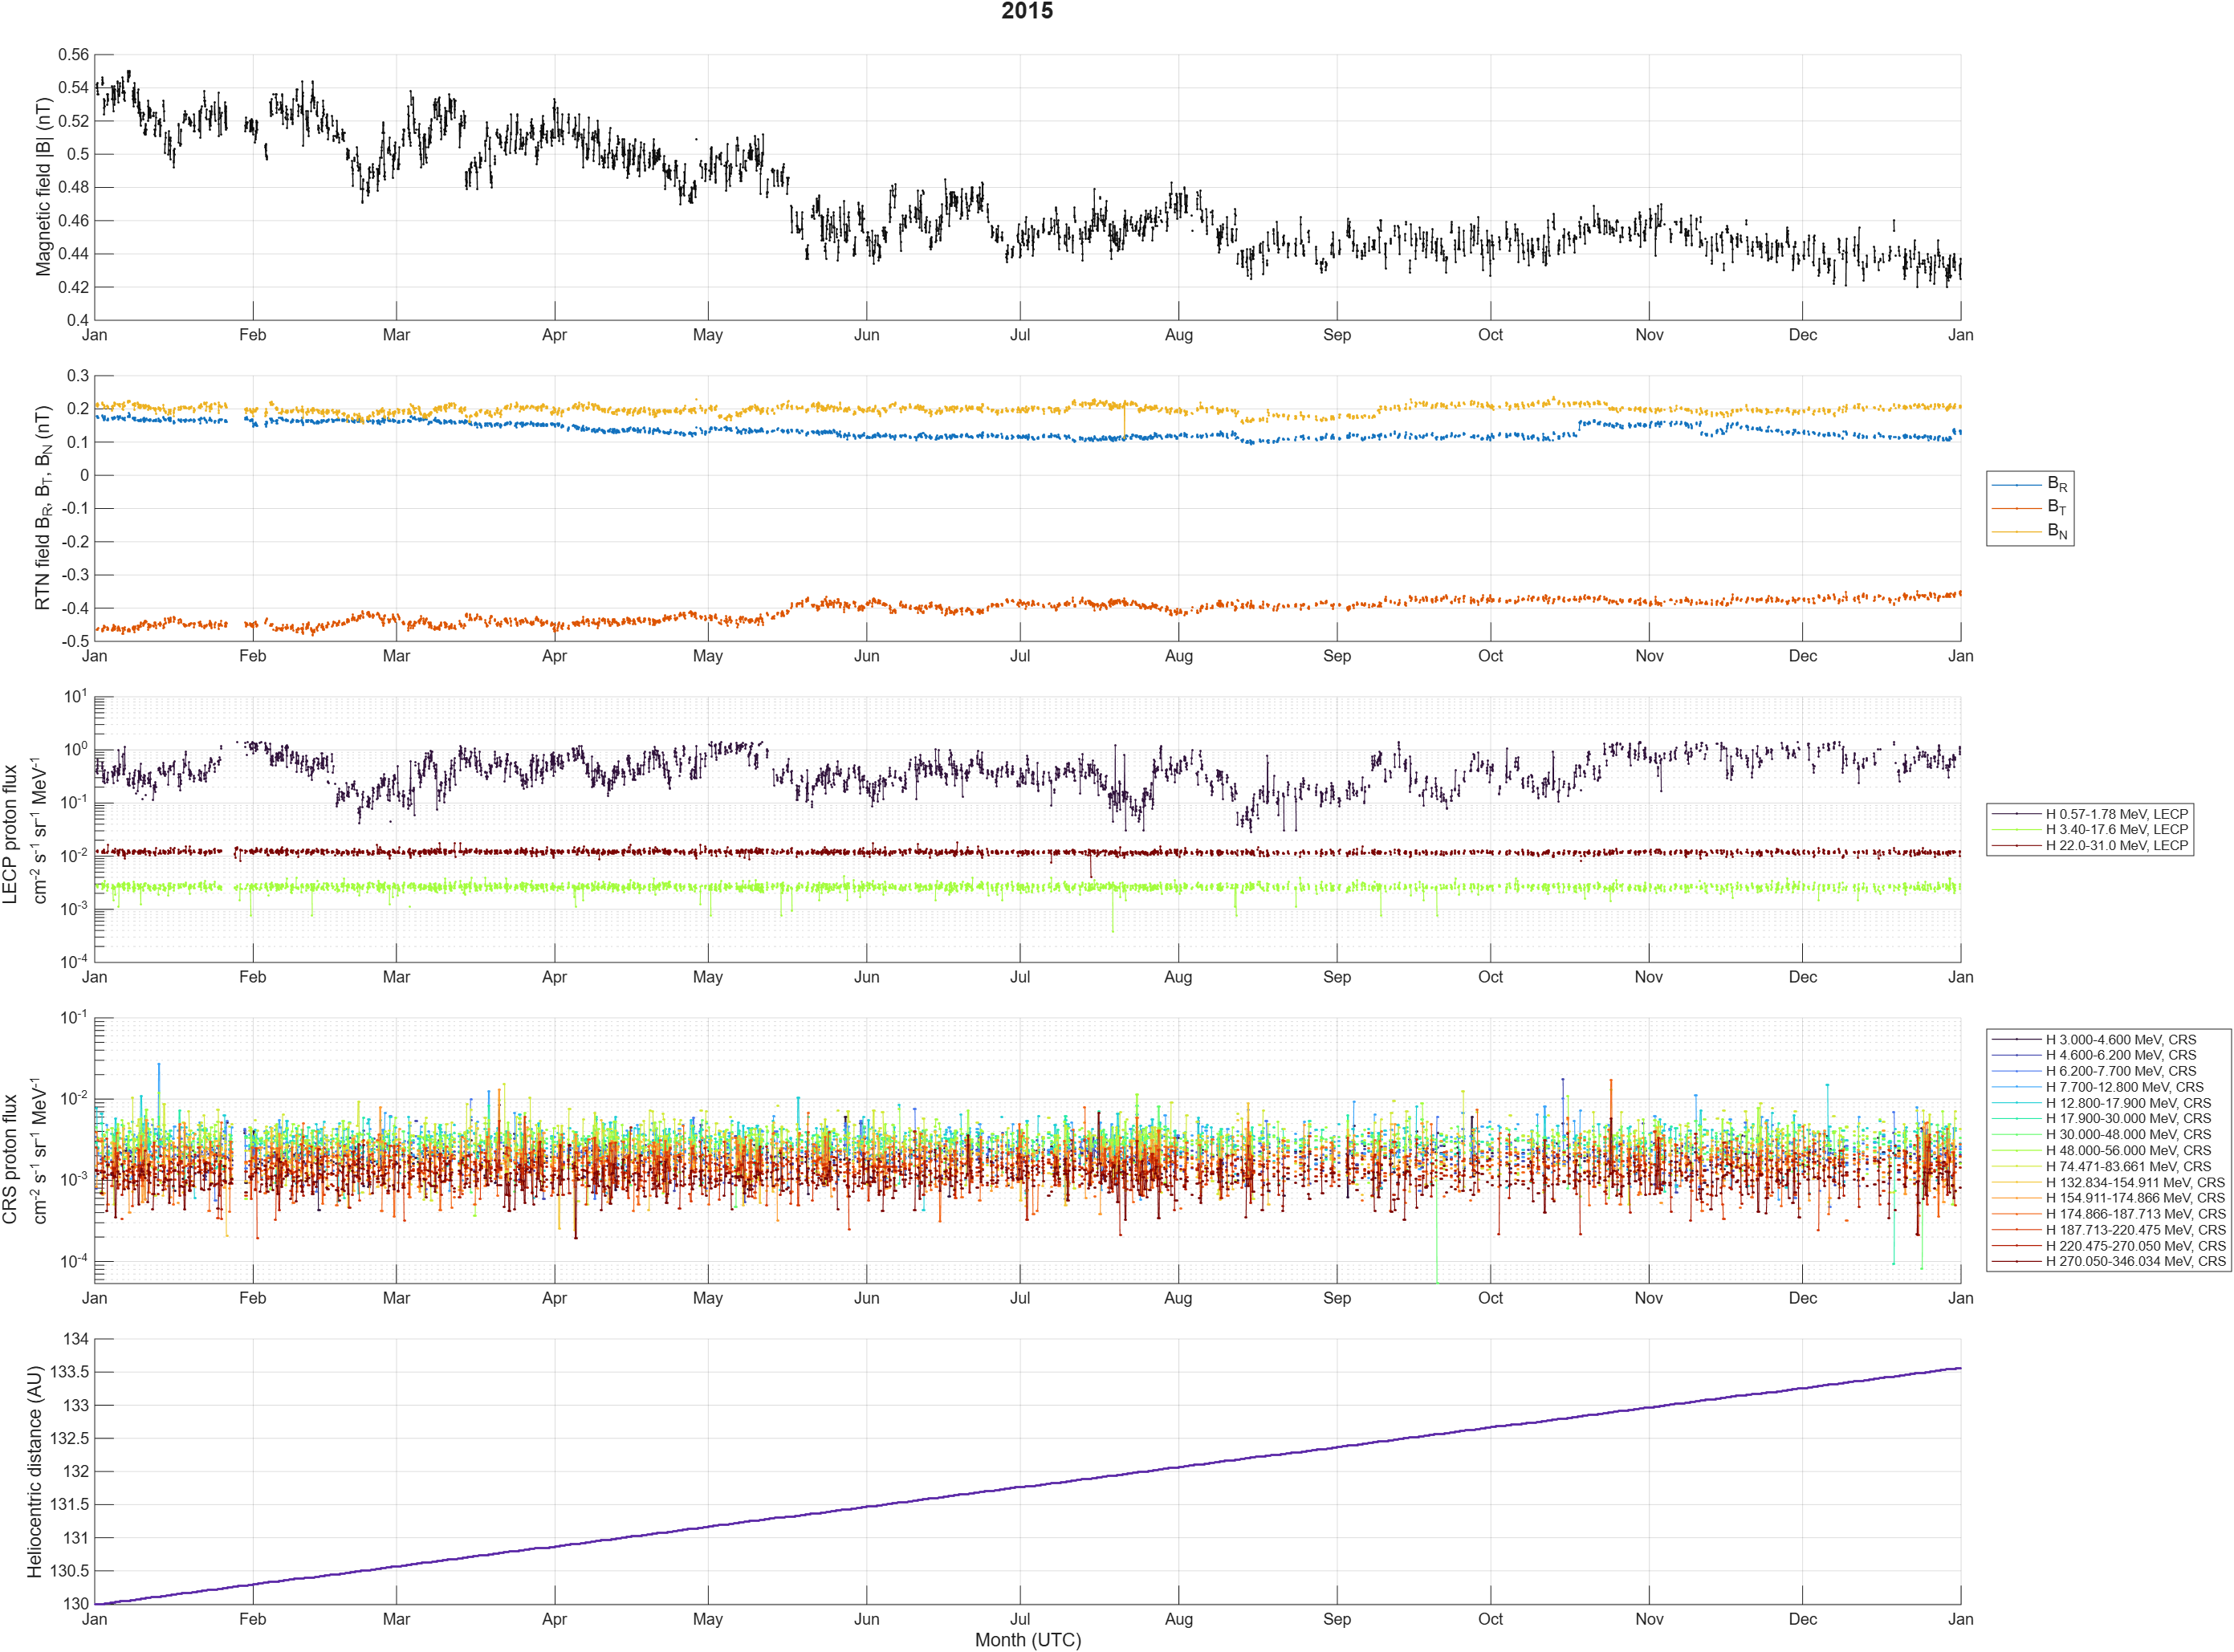 2015
Magnetic field |B| (nT)
0.56
0.54
0.52
0.5
0.48
0.46
0.44
0.42
0.4
Jan Feb Mar Apr May Jun Jul Aug Sep Oct Nov Dec Jan
RTN field B_R, B_T, B_N (nT)
0.3
0.2
0.1
0
-0.1
-0.2
-0.3
-0.4
-0.5
Jan Feb Mar Apr May Jun Jul Aug Sep Oct Nov Dec Jan
B_R
B_T
B_N
LECP proton flux
cm⁻² s⁻¹ sr⁻¹ MeV⁻¹
10¹
10⁰
10⁻¹
10⁻²
10⁻³
10⁻⁴
Jan Feb Mar Apr May Jun Jul Aug Sep Oct Nov Dec Jan
H 0.57-1.78 MeV, LECP
H 3.40-17.6 MeV, LECP
H 22.0-31.0 MeV, LECP
CRS proton flux
cm⁻² s⁻¹ sr⁻¹ MeV⁻¹
10⁻¹
10⁻²
10⁻³
10⁻⁴
Jan Feb Mar Apr May Jun Jul Aug Sep Oct Nov Dec Jan
H 3.000-4.600 MeV, CRS
H 4.600-6.200 MeV, CRS
H 6.200-7.700 MeV, CRS
H 7.700-12.800 MeV, CRS
H 12.800-17.900 MeV, CRS
H 17.900-30.000 MeV, CRS
H 30.000-48.000 MeV, CRS
H 48.000-56.000 MeV, CRS
H 74.471-83.661 MeV, CRS
H 132.834-154.911 MeV, CRS
H 154.911-174.866 MeV, CRS
H 174.866-187.713 MeV, CRS
H 187.713-220.475 MeV, CRS
H 220.475-270.050 MeV, CRS
H 270.050-346.034 MeV, CRS
Heliocentric distance (AU)
134
133.5
133
132.5
132
131.5
131
130.5
130
Jan Feb Mar Apr May Jun Jul Aug Sep Oct Nov Dec Jan
Month (UTC)